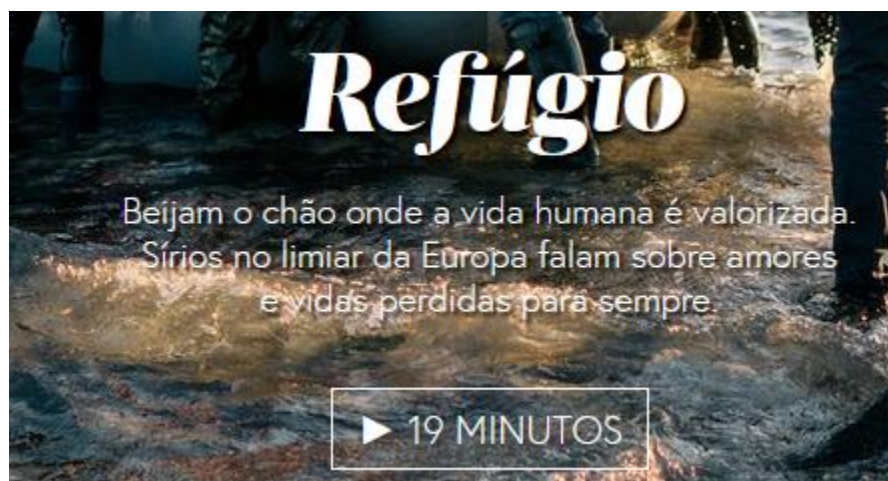 Refúgio
Beijam o chão onde a vida humana é valorizada.
Sírios no limiar da Europa falam sobre amores
e vidas perdidas para sempre.
▶ 19 MINUTOS